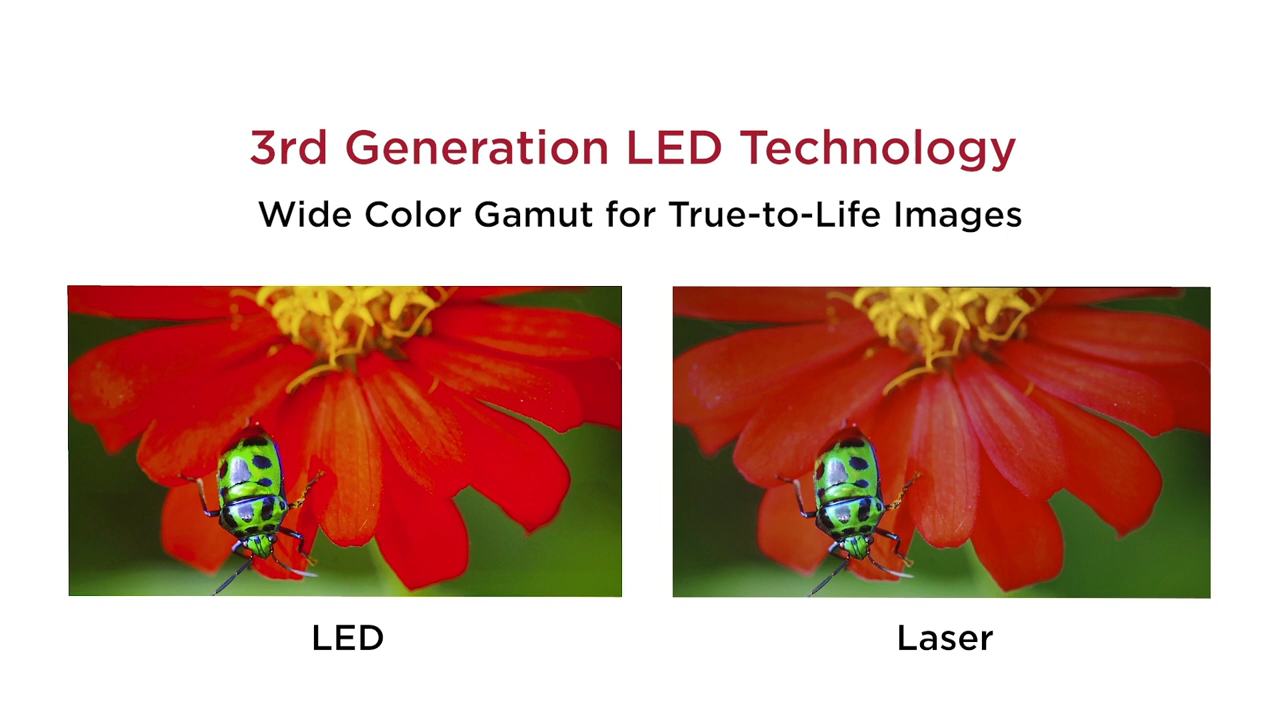 3rd Generation LED Technology
Wide Color Gamut for True-to-Life Images
LED
Laser